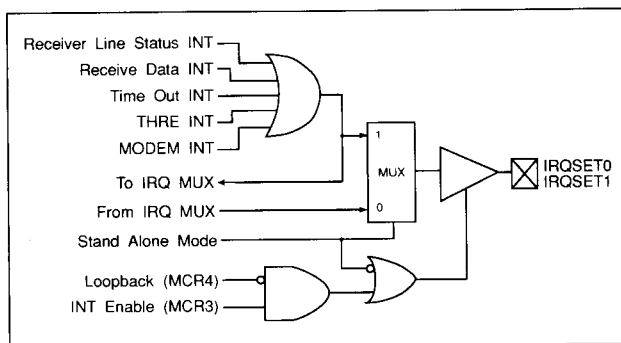 Receiver Line Status INT
Receive Data INT
Time Out INT
THRE INT
MODEM INT
To IRQ MUX
From IRQ MUX
Stand Alone Mode
Loopback (MCR4)
INT Enable (MCR3)
1
MUX
0
IRQSET0
IRQSET1